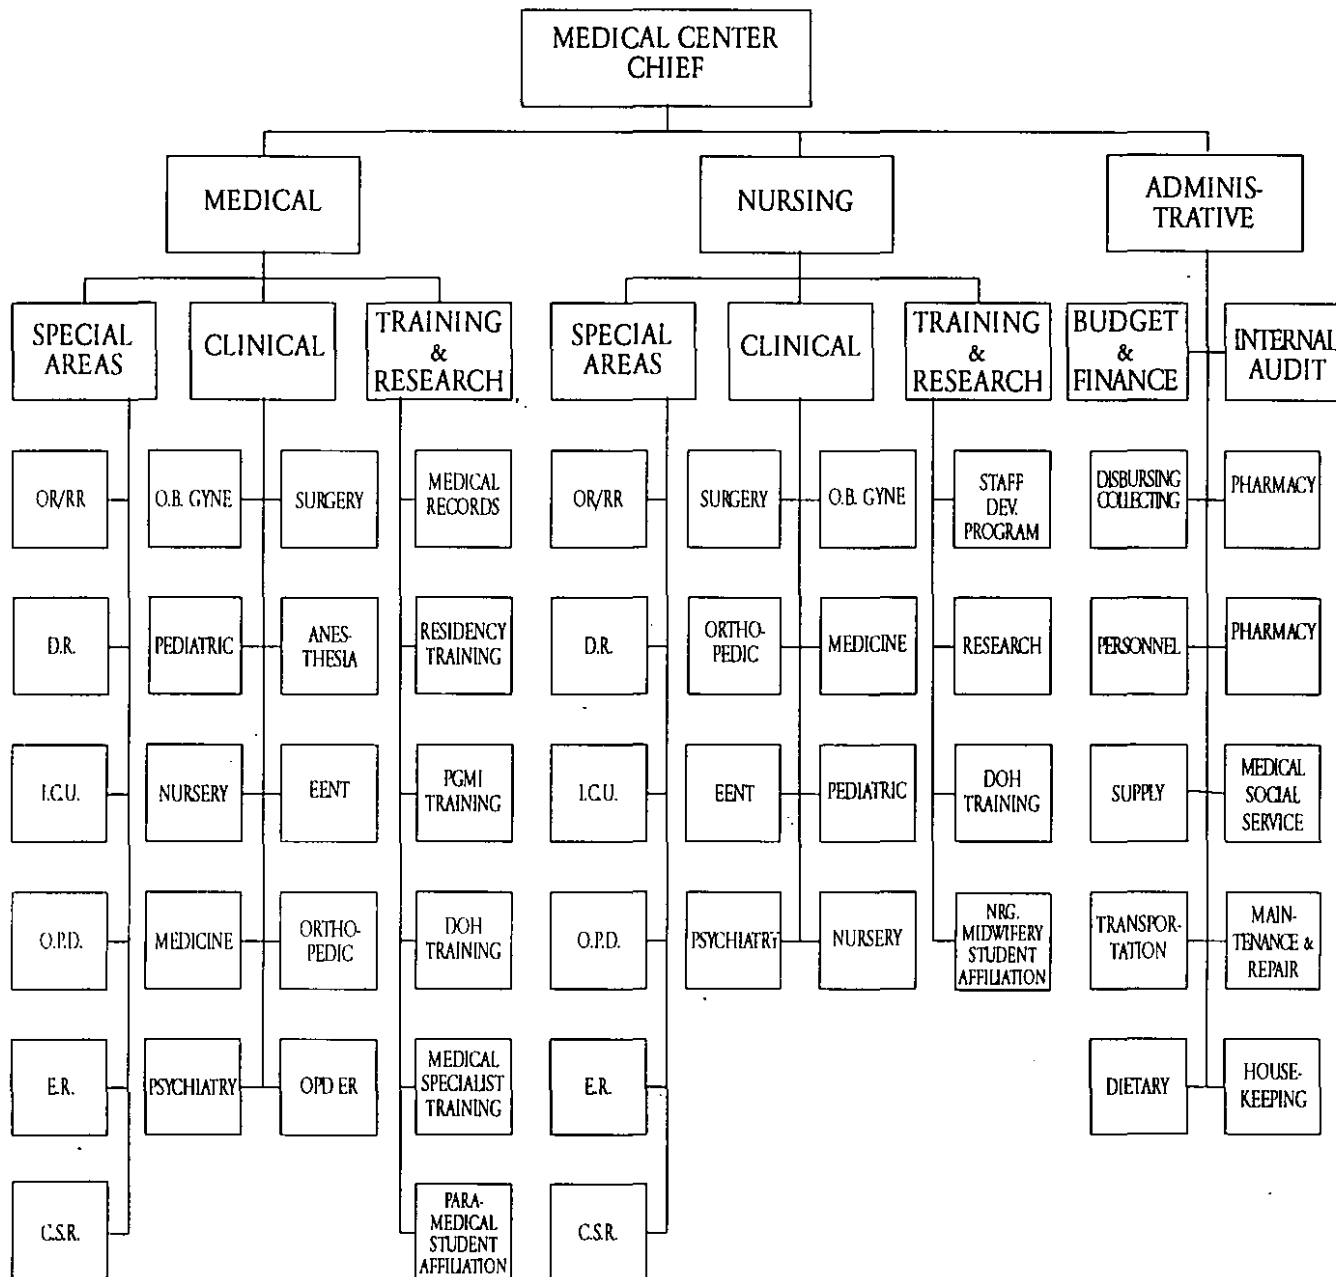 MEDICAL CENTER
CHIEF
MEDICAL
NURSING
ADMINIS-
TRATIVE
SPECIAL
AREAS
CLINICAL
TRAINING
&
RESEARCH
SPECIAL
AREAS
CLINICAL
TRAINING
&
RESEARCH
BUDGET
&
FINANCE
INTERNAL
AUDIT
OR/RR
O.B. GYNE
SURGERY
MEDICAL
RECORDS
OR/RR
SURGERY
O.B. GYNE
STAFF
DEV.
PROGRAM
DISBURSING
COLLECTING
PHARMACY
D.R.
PEDIATRIC
ANES-
THESIA
RESIDENCY
TRAINING
D.R.
ORTHO-
PEDIC
MEDICINE
RESEARCH
PERSONNEL
PHARMACY
I.C.U.
NURSERY
EENT
PGMI
TRAINING
I.C.U.
EENT
PEDIATRIC
DOH
TRAINING
SUPPLY
MEDICAL
SOCIAL
SERVICE
O.P.D.
MEDICINE
ORTHO-
PEDIC
DOH
TRAINING
O.P.D.
PSYCHIATRY
NURSERY
NRG.
MIDWIFERY
STUDENT
AFFILIATION
TRANSPOR-
TATION
MAIN-
TENANCE &
REPAIR
E.R.
PSYCHIATRY
OPD ER
MEDICAL
SPECIALIST
TRAINING
E.R.
DIETARY
HOUSE-
KEEPING
C.S.R.
PARA-
MEDICAL
STUDENT
AFFILIATION
C.S.R.